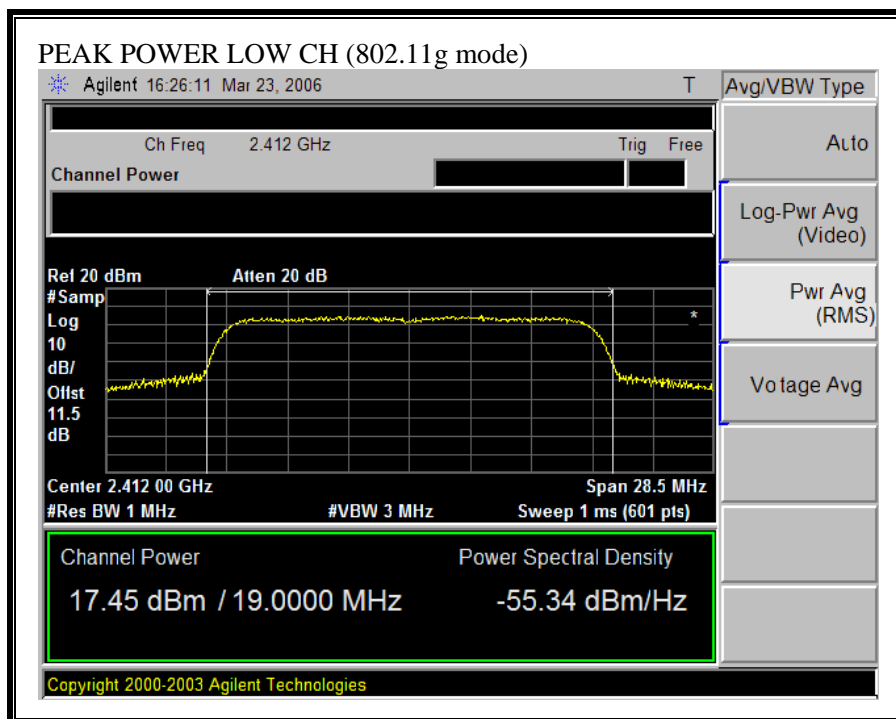 PEAK POWER LOW CH (802.11g mode)
Agilent 16:26:11 Mar 23, 2006 T
Avg/VBW Type
Ch Freq 2.412 GHz Trig Free
Channel Power
Auto
Log-Pwr Avg
(Video)
Pwr Avg
(RMS)
Voltage Avg
Ref 20 dBm Atten 20 dB
#Samp
Log
10
dB/
Offst
11.5
dB
*
Center 2.412 00 GHz Span 28.5 MHz
#Res BW 1 MHz #VBW 3 MHz Sweep 1 ms (601 pts)
Channel Power Power Spectral Density
17.45 dBm / 19.0000 MHz -55.34 dBm/Hz
Copyright 2000-2003 Agilent Technologies